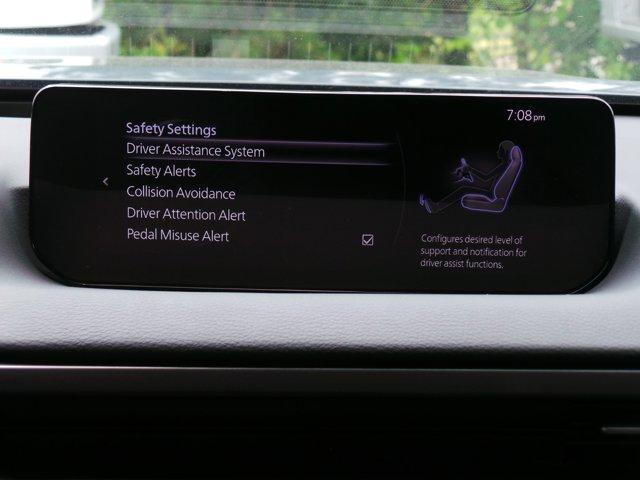 7:08 pm
Safety Settings
Driver Assistance System
Safety Alerts
Collision Avoidance
Driver Attention Alert
Pedal Misuse Alert
Configures desired level of
support and notification for
driver assist functions.